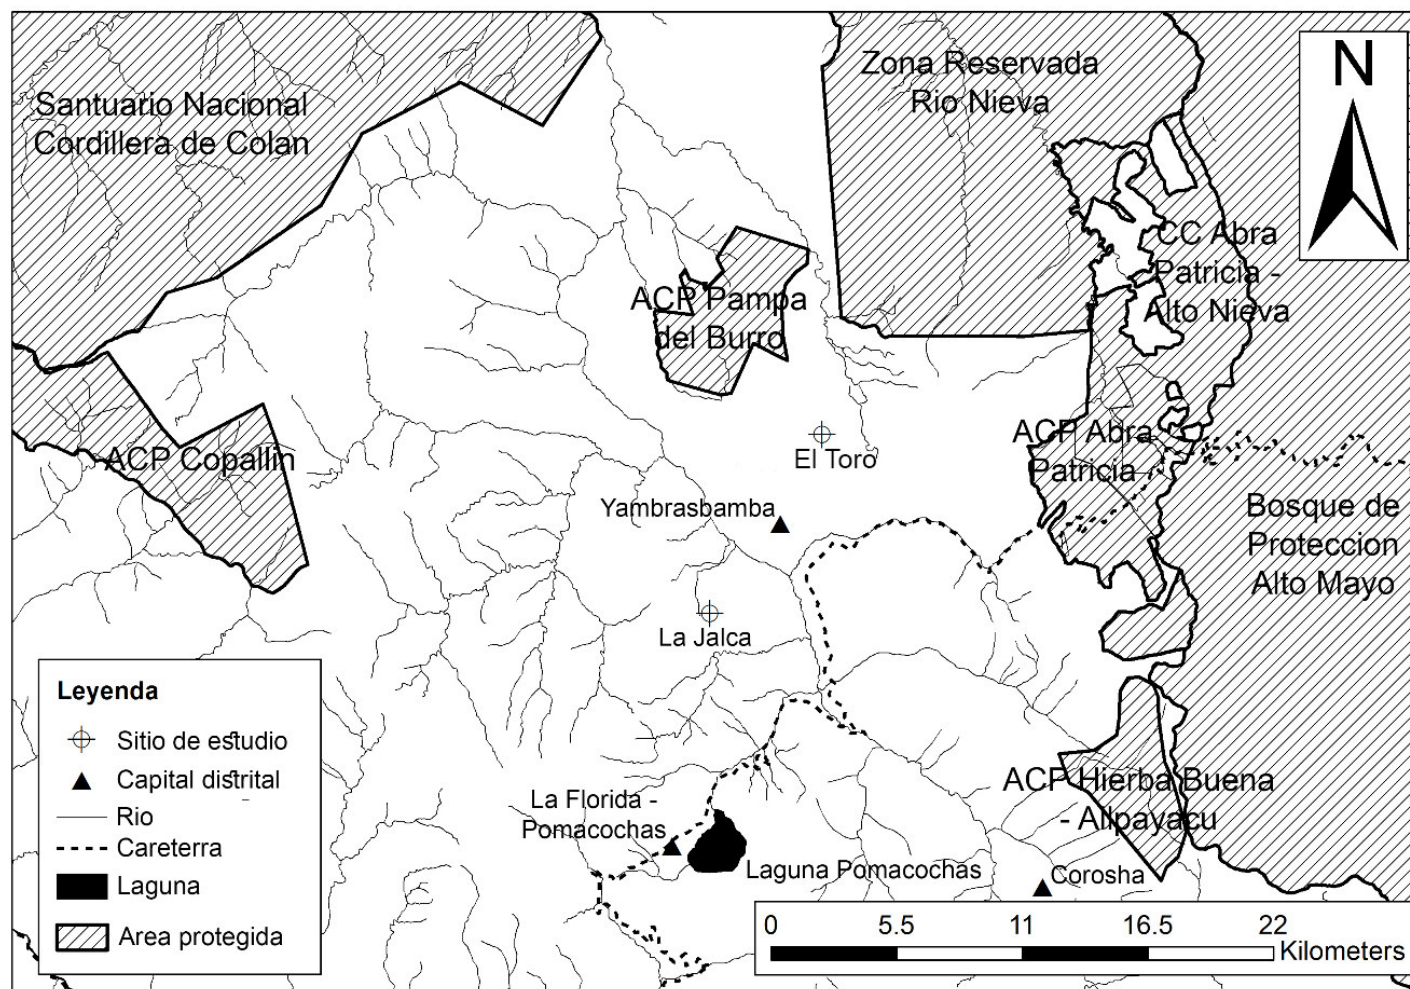 Santuario Nacional
Cordillera de Colan
Zona Reservada
Rio Nieva
N
CC Abra
Patricia -
Alto Nieva
ACP Pampa
del Burro
ACP Copallin
El Toro
ACP Abra
Patricia
Yambrasbamba
Bosque de
Proteccion
Alto Mayo
La Jalca
Leyenda
Sitio de estudio
Capital distrital
Rio
Careterra
Laguna
Area protegida
La Florida -
Pomacochas
Laguna Pomacochas
ACP Hierba Buena
- Allpayacu
Corosha
0 5.5 11 16.5 22
Kilometers